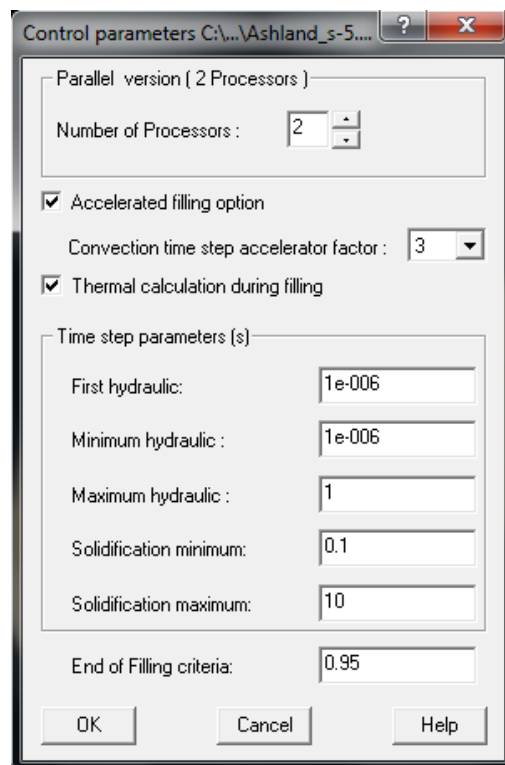 Control parameters C:\...\Ashland_s-5.... ? X
Parallel version ( 2 Processors )
Number of Processors : 2
Accelerated filling option
Convection time step accelerator factor : 3
Thermal calculation during filling
Time step parameters (s)
First hydraulic: 1e-006
Minimum hydraulic : 1e-006
Maximum hydraulic : 1
Solidification minimum: 0.1
Solidification maximum: 10
End of Filling criteria: 0.95
OK Cancel Help